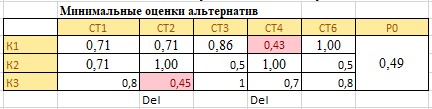 Минимальные оценки альтернатив
СТ1 СТ2 СТ3 СТ4 СТ6 Р0
К1 0,71 0,71 0,86 0,43 1,00
К2 0,71 1,00 0,5 1,00 0,5 0,49
К3 0,8 0,45 1 0,7 0,8
Del Del